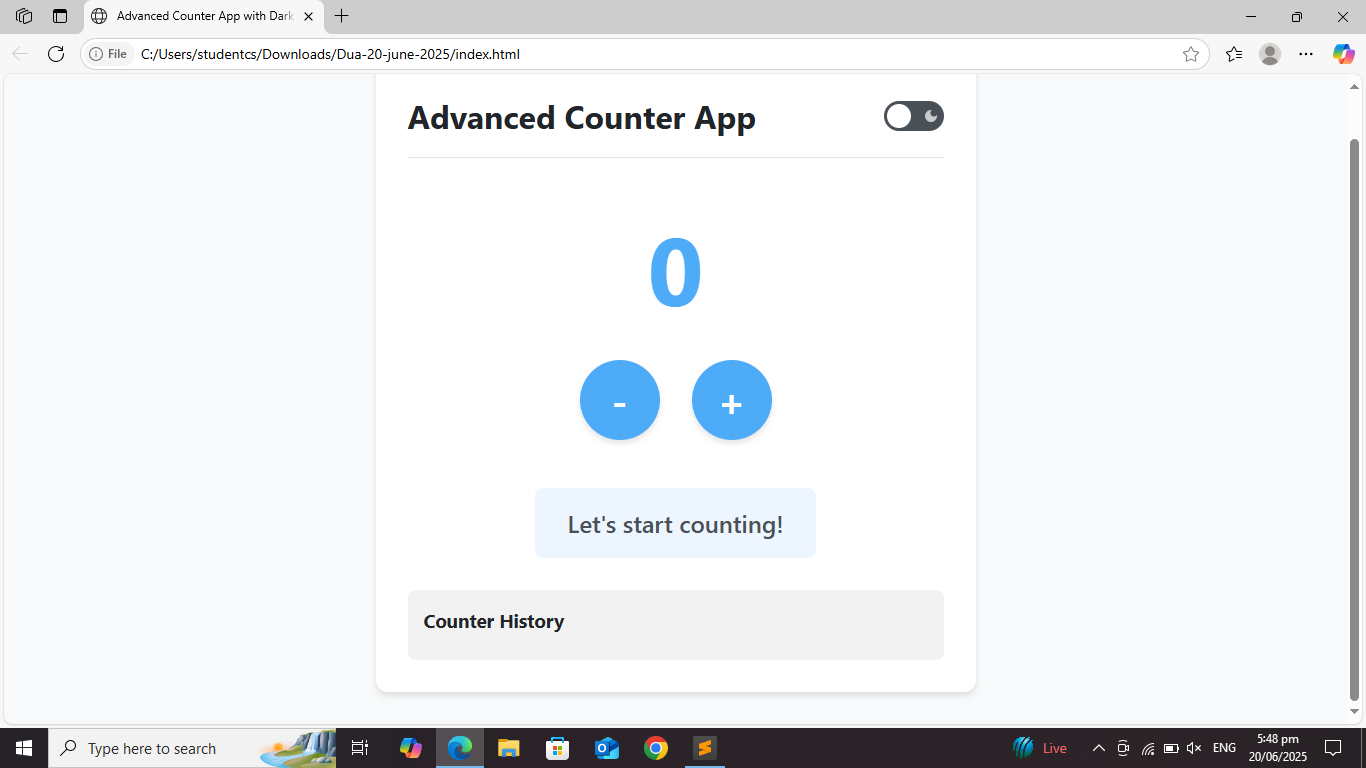 Advanced Counter App with Dark
File
C:/Users/studentcs/Downloads/Dua-20-june-2025/index.html
Advanced Counter App
0
- +
Let's start counting!
Counter History
Type here to search
Live
ENG
5:48 pm
20/06/2025